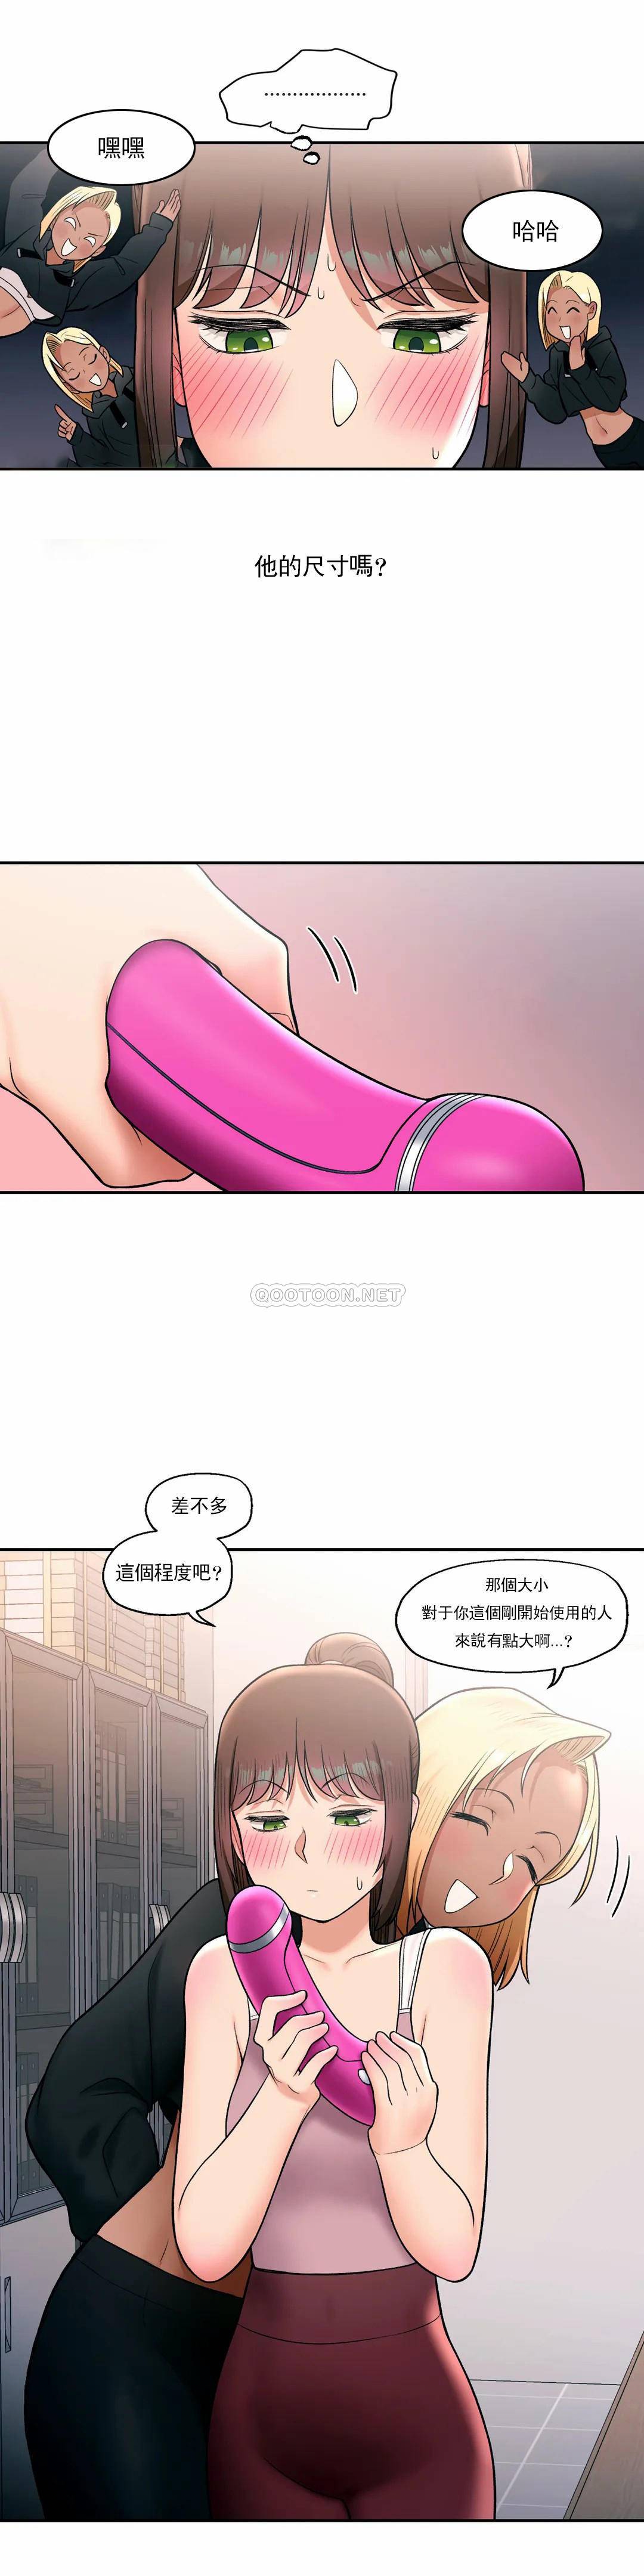 ………………
嘿嘿
哈哈
他的尺寸嗎?
QOOTOON.NET
差不多
這個程度吧?
那個大小
對于你這個剛開始使用的人
來說有點大啊...?